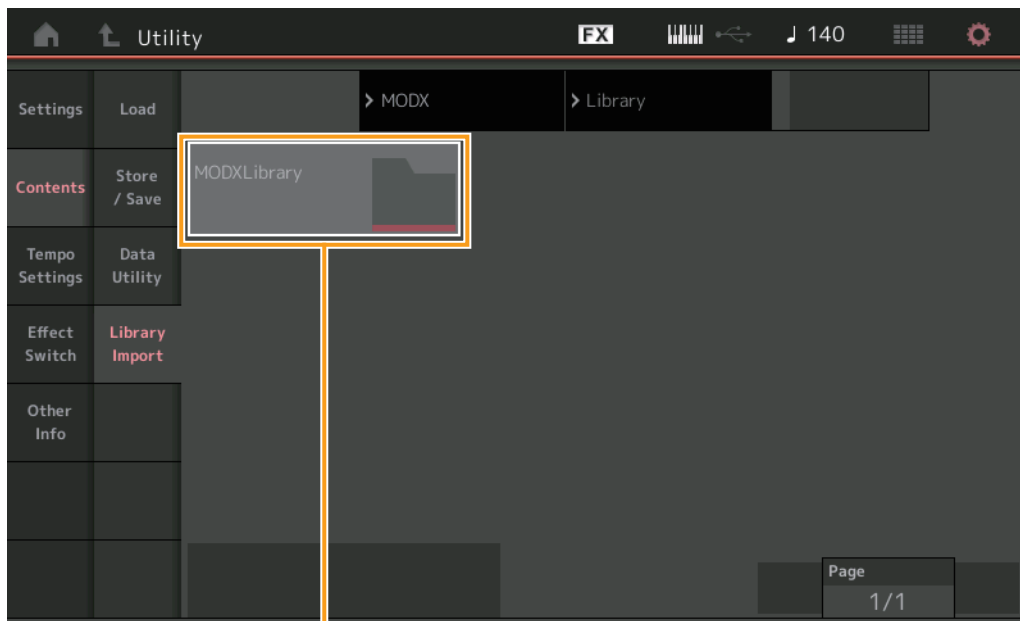 Utility
FX
♩ 140
Settings
Load
> MODX
> Library
Contents
Store
/ Save
MODXLibrary
Tempo
Settings
Data
Utility
Effect
Switch
Library
Import
Other
Info
Page
1/1